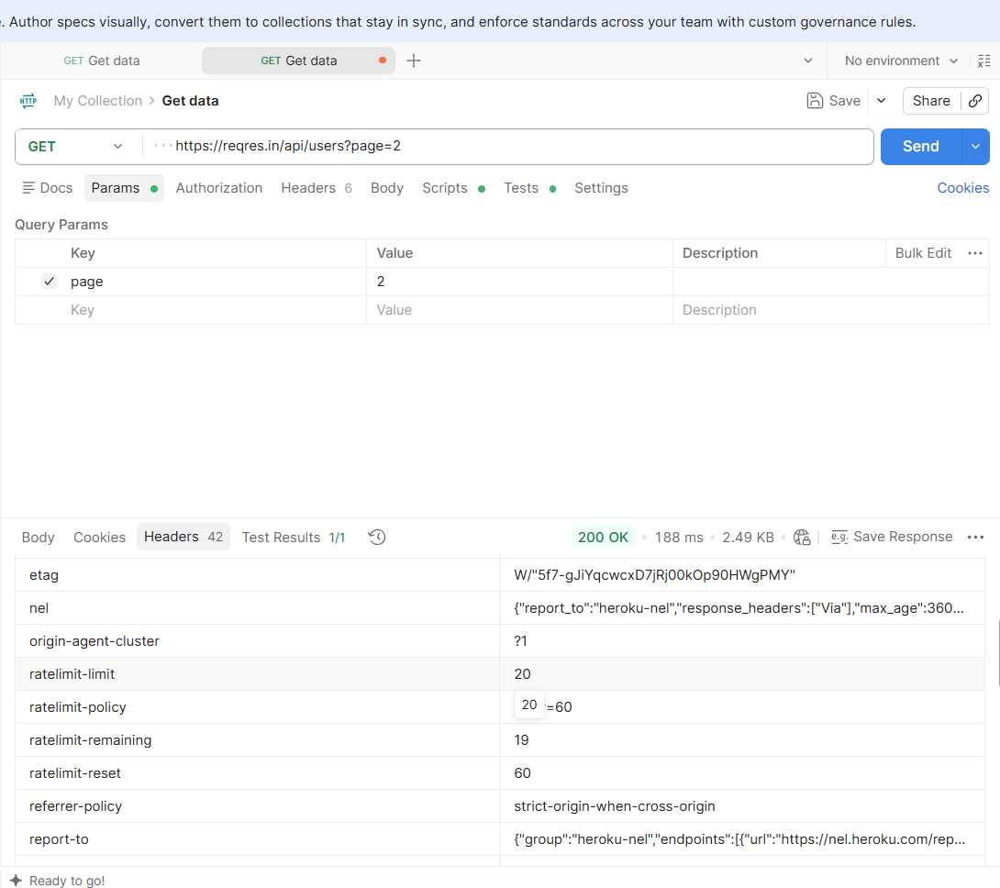 . Author specs visually, convert them to collections that stay in sync, and enforce standards across your team with custom governance rules.
GET Get data GET Get data No environment
HTTP My Collection > Get data Save Share
GET ··· https://reqres.in/api/users?page=2 Send
Docs Params Authorization Headers 6 Body Scripts Tests Settings Cookies
Query Params
Key Value Description Bulk Edit ···
page 2
Key Value Description
Body Cookies Headers 42 Test Results 1/1 200 OK 188 ms 2.49 KB e.g. Save Response ···
etag W/"5f7-gJiYqcwcxD7jRj00kOp90HWgPMY"
nel {"report_to":"heroku-nel","response_headers":["Via"],"max_age":360...
origin-agent-cluster ?1
ratelimit-limit 20
ratelimit-policy 20 =60
ratelimit-remaining 19
ratelimit-reset 60
referrer-policy strict-origin-when-cross-origin
report-to {"group":"heroku-nel","endpoints":[{"url":"https://nel.heroku.com/rep...
Ready to go!